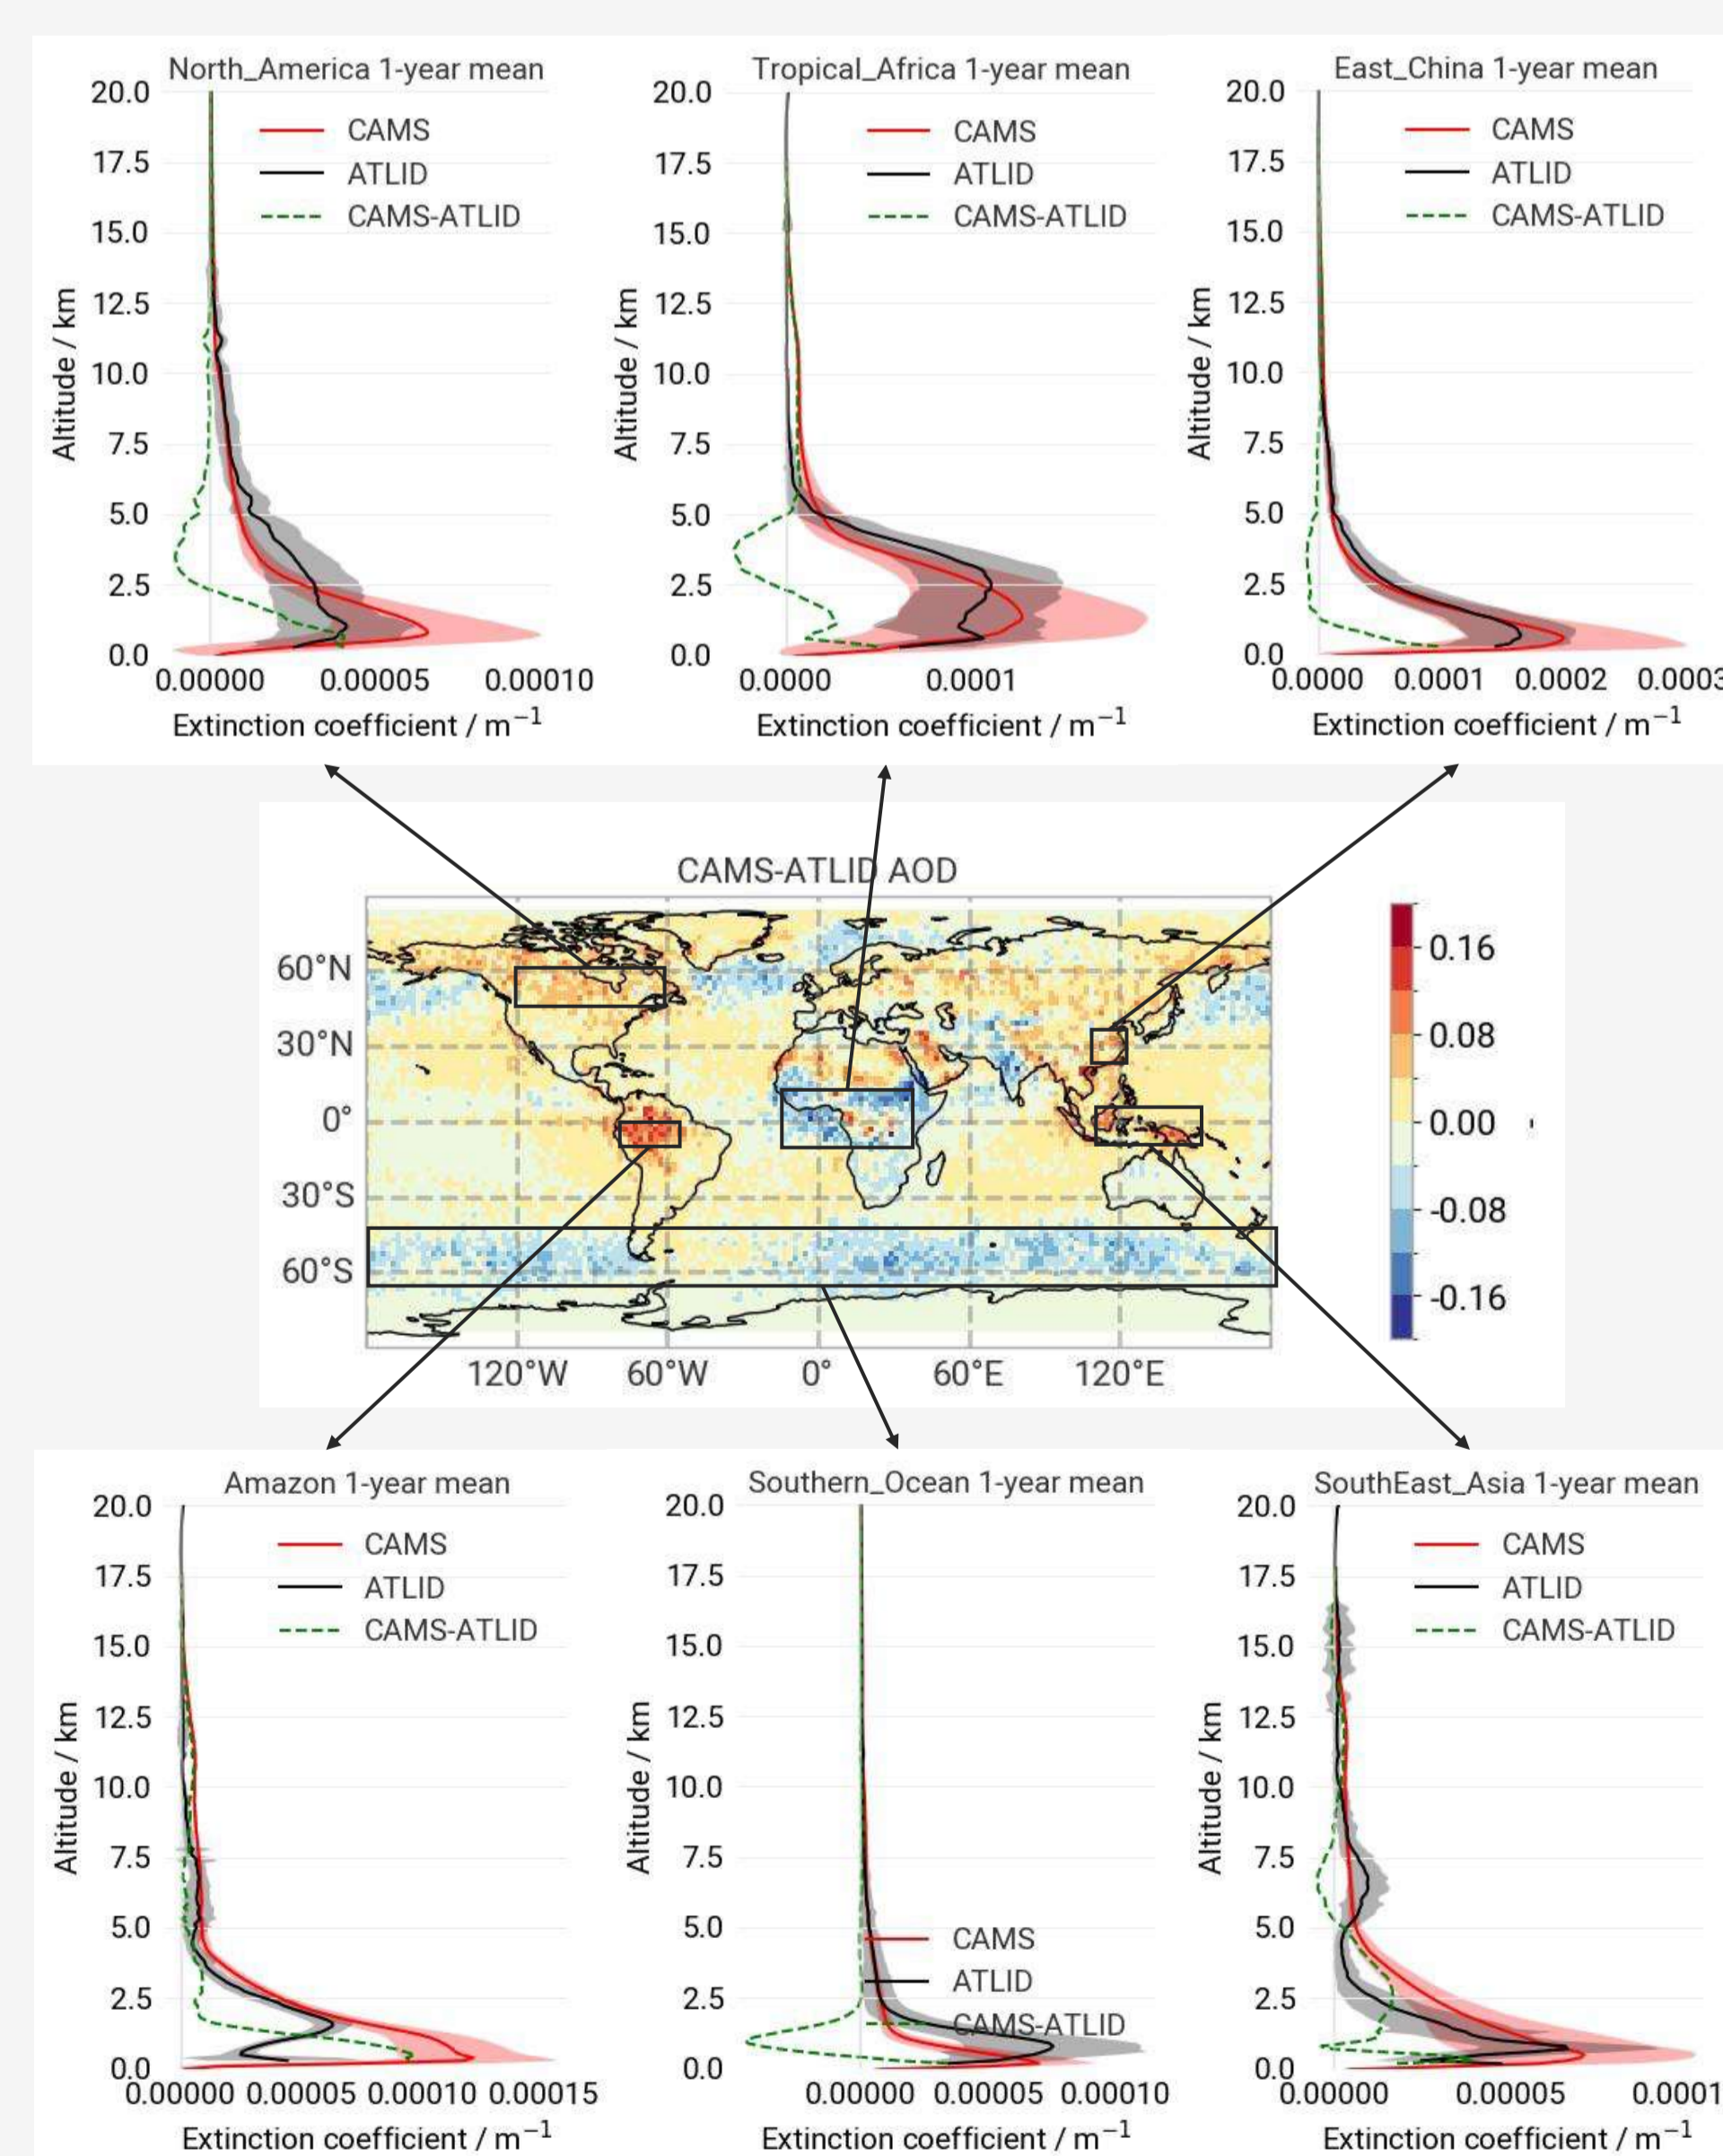 North_America 1-year mean
20.0
17.5
15.0
12.5
10.0
7.5
5.0
2.5
0.0
Altitude / km
CAMS
ATLID
CAMS-ATLID
0.00000 0.00005 0.00010
Extinction coefficient / m⁻¹
Tropical_Africa 1-year mean
20.0
17.5
15.0
12.5
10.0
7.5
5.0
2.5
0.0
Altitude / km
CAMS
ATLID
CAMS-ATLID
0.0000 0.0001
Extinction coefficient / m⁻¹
East_China 1-year mean
20.0
17.5
15.0
12.5
10.0
7.5
5.0
2.5
0.0
Altitude / km
CAMS
ATLID
CAMS-ATLID
0.0000 0.0001 0.0002 0.0003
Extinction coefficient / m⁻¹
CAMS-ATLID AOD
60°N
30°N
0°
30°S
60°S
120°W 60°W 0° 60°E 120°E
0.16
0.08
0.00
-0.08
-0.16
Amazon 1-year mean
20.0
17.5
15.0
12.5
10.0
7.5
5.0
2.5
0.0
Altitude / km
CAMS
ATLID
CAMS-ATLID
0.00000 0.00005 0.00010 0.00015
Extinction coefficient / m⁻¹
Southern_Ocean 1-year mean
20.0
17.5
15.0
12.5
10.0
7.5
5.0
2.5
0.0
Altitude / km
CAMS
ATLID
CAMS-ATLID
0.00000 0.00005 0.00010
Extinction coefficient / m⁻¹
SouthEast_Asia 1-year mean
20.0
17.5
15.0
12.5
10.0
7.5
5.0
2.5
0.0
Altitude / km
CAMS
ATLID
CAMS-ATLID
0.00000 0.00005 0.0001
Extinction coefficient / m⁻¹